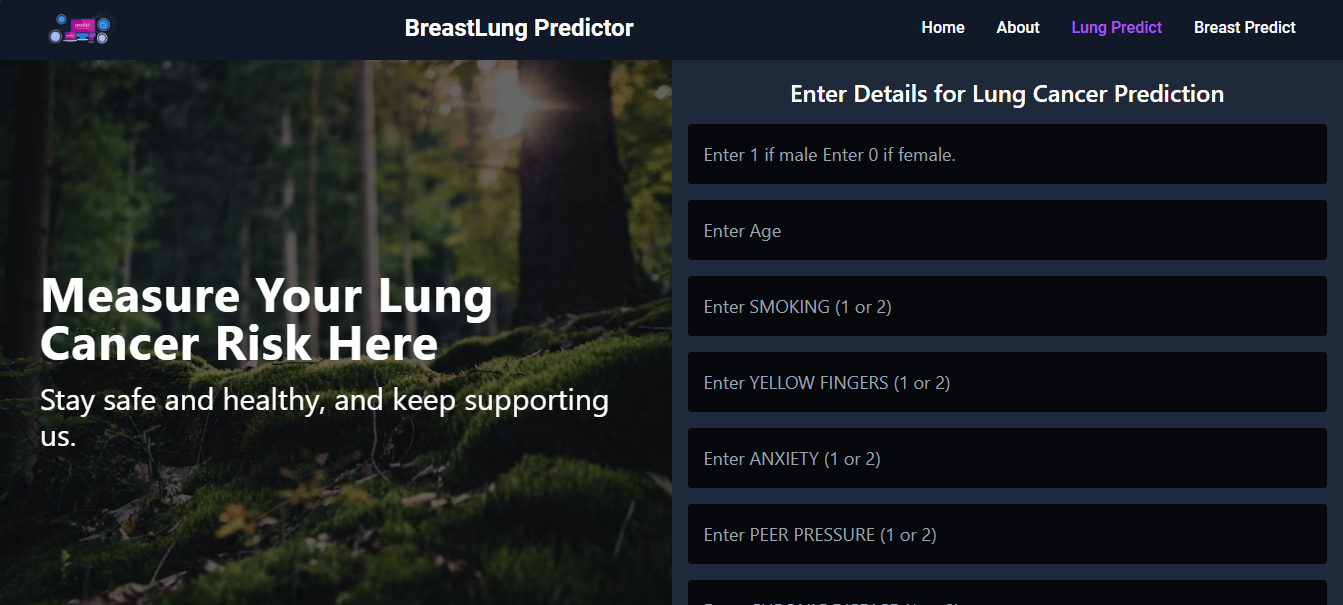 BreastLung Predictor
Home About Lung Predict Breast Predict
Measure Your Lung
Cancer Risk Here
Stay safe and healthy, and keep supporting
us.
Enter Details for Lung Cancer Prediction
Enter 1 if male Enter 0 if female.
Enter Age
Enter SMOKING (1 or 2)
Enter YELLOW FINGERS (1 or 2)
Enter ANXIETY (1 or 2)
Enter PEER PRESSURE (1 or 2)